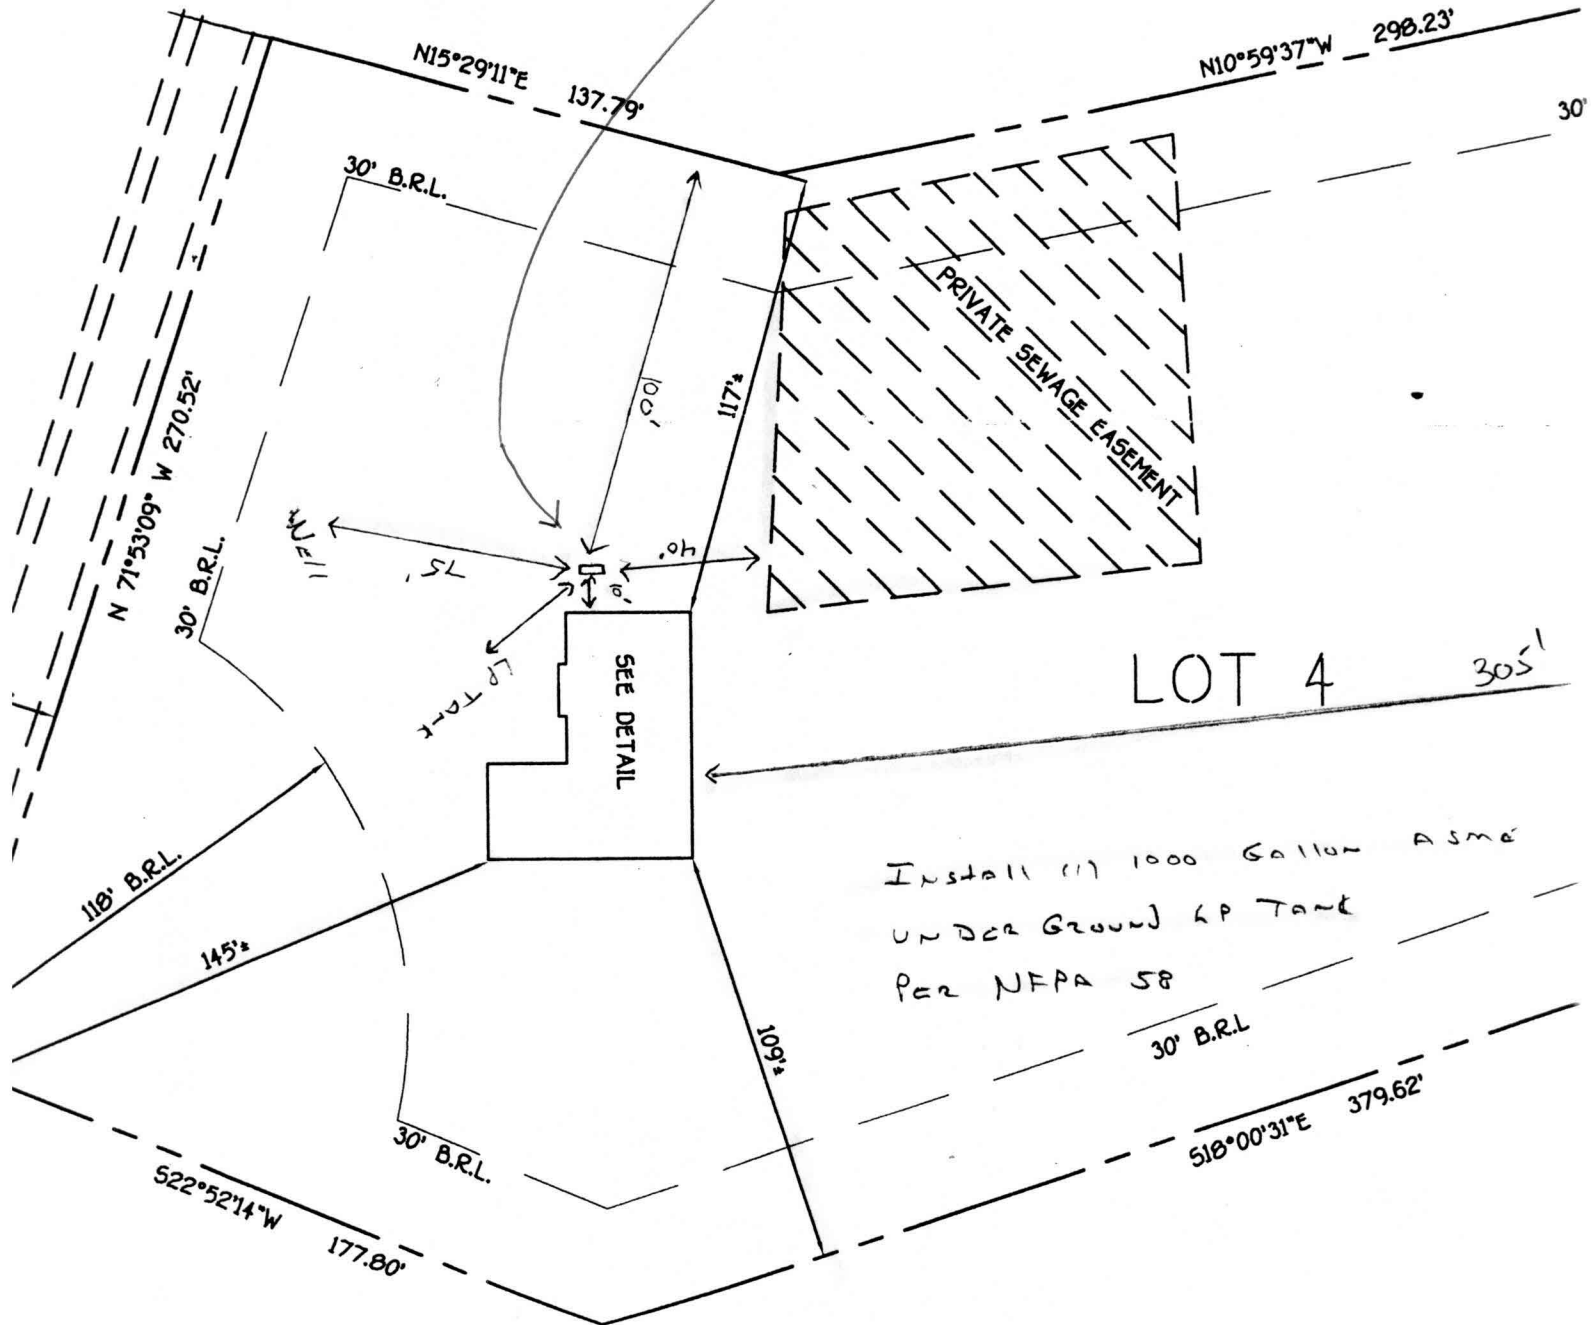 N15°29'11"E 137.79'
N10°59'37"W 298.23'
30'
30' B.R.L.
PRIVATE SEWAGE EASEMENT
100'
117'±
N 71°53'09" W 270.52'
30' B.R.L.
Well
75'
40'
10'
LP Tank
SEE DETAIL
LOT 4
305'
118' B.R.L.
145'±
109'±
Install (1) 1000 Gallon ASME
UNDER GROUND LP TANK
PER NFPA 58
30' B.R.L
30' B.R.L.
S18°00'31"E 379.62'
S22°52'14"W 177.80'